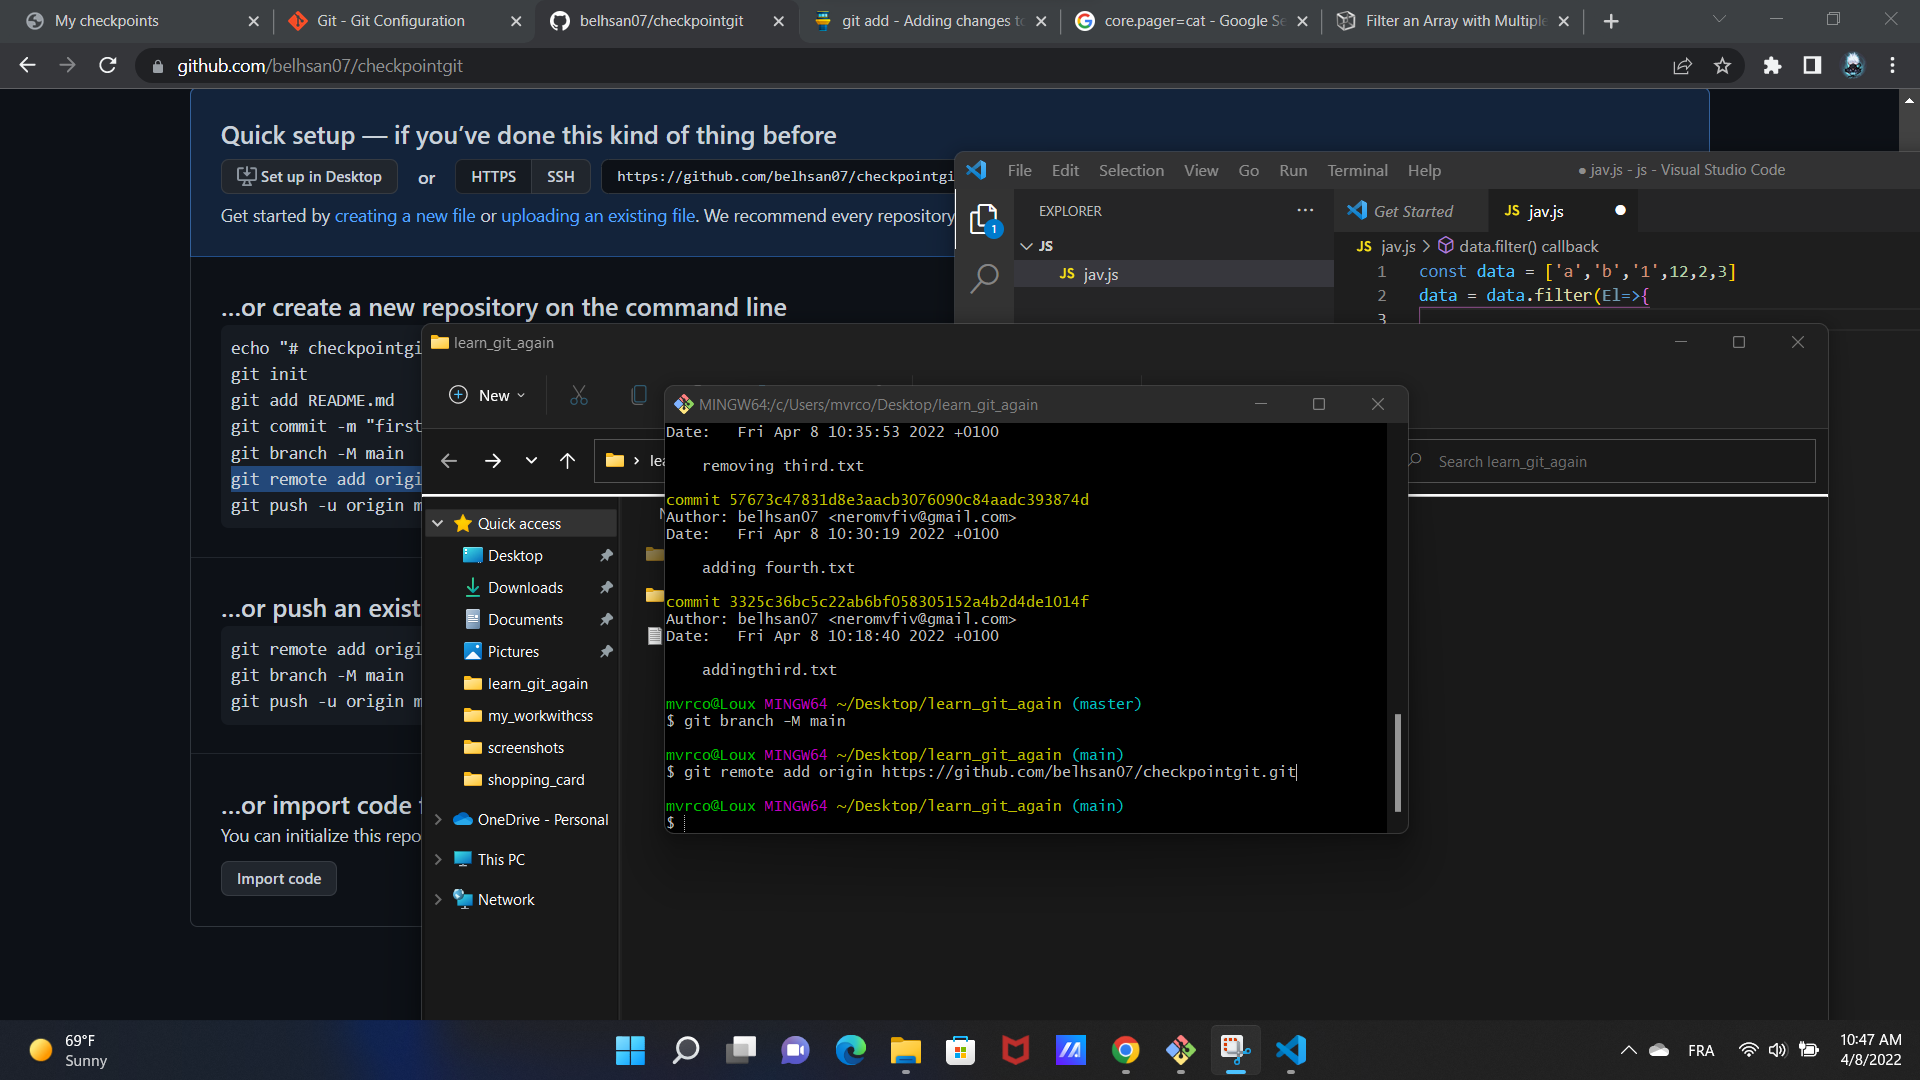 My checkpoints
Git - Git Configuration
belhsan07/checkpointgit
git add - Adding changes t
core.pager=cat - Google Se
Filter an Array with Multiple
github.com/belhsan07/checkpointgit
Quick setup — if you’ve done this kind of thing before
Set up in Desktop
or
HTTPS
SSH
https://github.com/belhsan07/checkpointgi
Get started by creating a new file or uploading an existing file. We recommend every repository
...or create a new repository on the command line
echo "# checkpointgi
git init
git add README.md
git commit -m "first
git branch -M main
git remote add origi
git push -u origin m
...or push an exist
git remote add origi
git branch -M main
git push -u origin m
...or import code
You can initialize this repo
Import code
File Edit Selection View Go Run Terminal Help
● jav.js - js - Visual Studio Code
1
EXPLORER
JS
JS jav.js
Get Started
JS jav.js
JS jav.js > data.filter() callback
1 const data = ['a','b','1',12,2,3]
2 data = data.filter(El=>{
3
learn_git_again
New
Search learn_git_again
Quick access
Desktop
Downloads
Documents
Pictures
learn_git_again
my_workwithcss
screenshots
shopping_card
OneDrive - Personal
This PC
Network
MINGW64:/c/Users/mvrco/Desktop/learn_git_again
Date:   Fri Apr 8 10:35:53 2022 +0100
removing third.txt
commit 57673c47831d8e3aacb3076090c84aadc393874d
Author: belhsan07 <neromvfiv@gmail.com>
Date:   Fri Apr 8 10:30:19 2022 +0100
adding fourth.txt
commit 3325c36bc5c22ab6bf058305152a4b2d4de1014f
Author: belhsan07 <neromvfiv@gmail.com>
Date:   Fri Apr 8 10:18:40 2022 +0100
addingthird.txt
mvrco@Loux MINGW64 ~/Desktop/learn_git_again (master)
$ git branch -M main
mvrco@Loux MINGW64 ~/Desktop/learn_git_again (main)
$ git remote add origin https://github.com/belhsan07/checkpointgit.git
mvrco@Loux MINGW64 ~/Desktop/learn_git_again (main)
$
69°F
Sunny
FRA
10:47 AM
4/8/2022